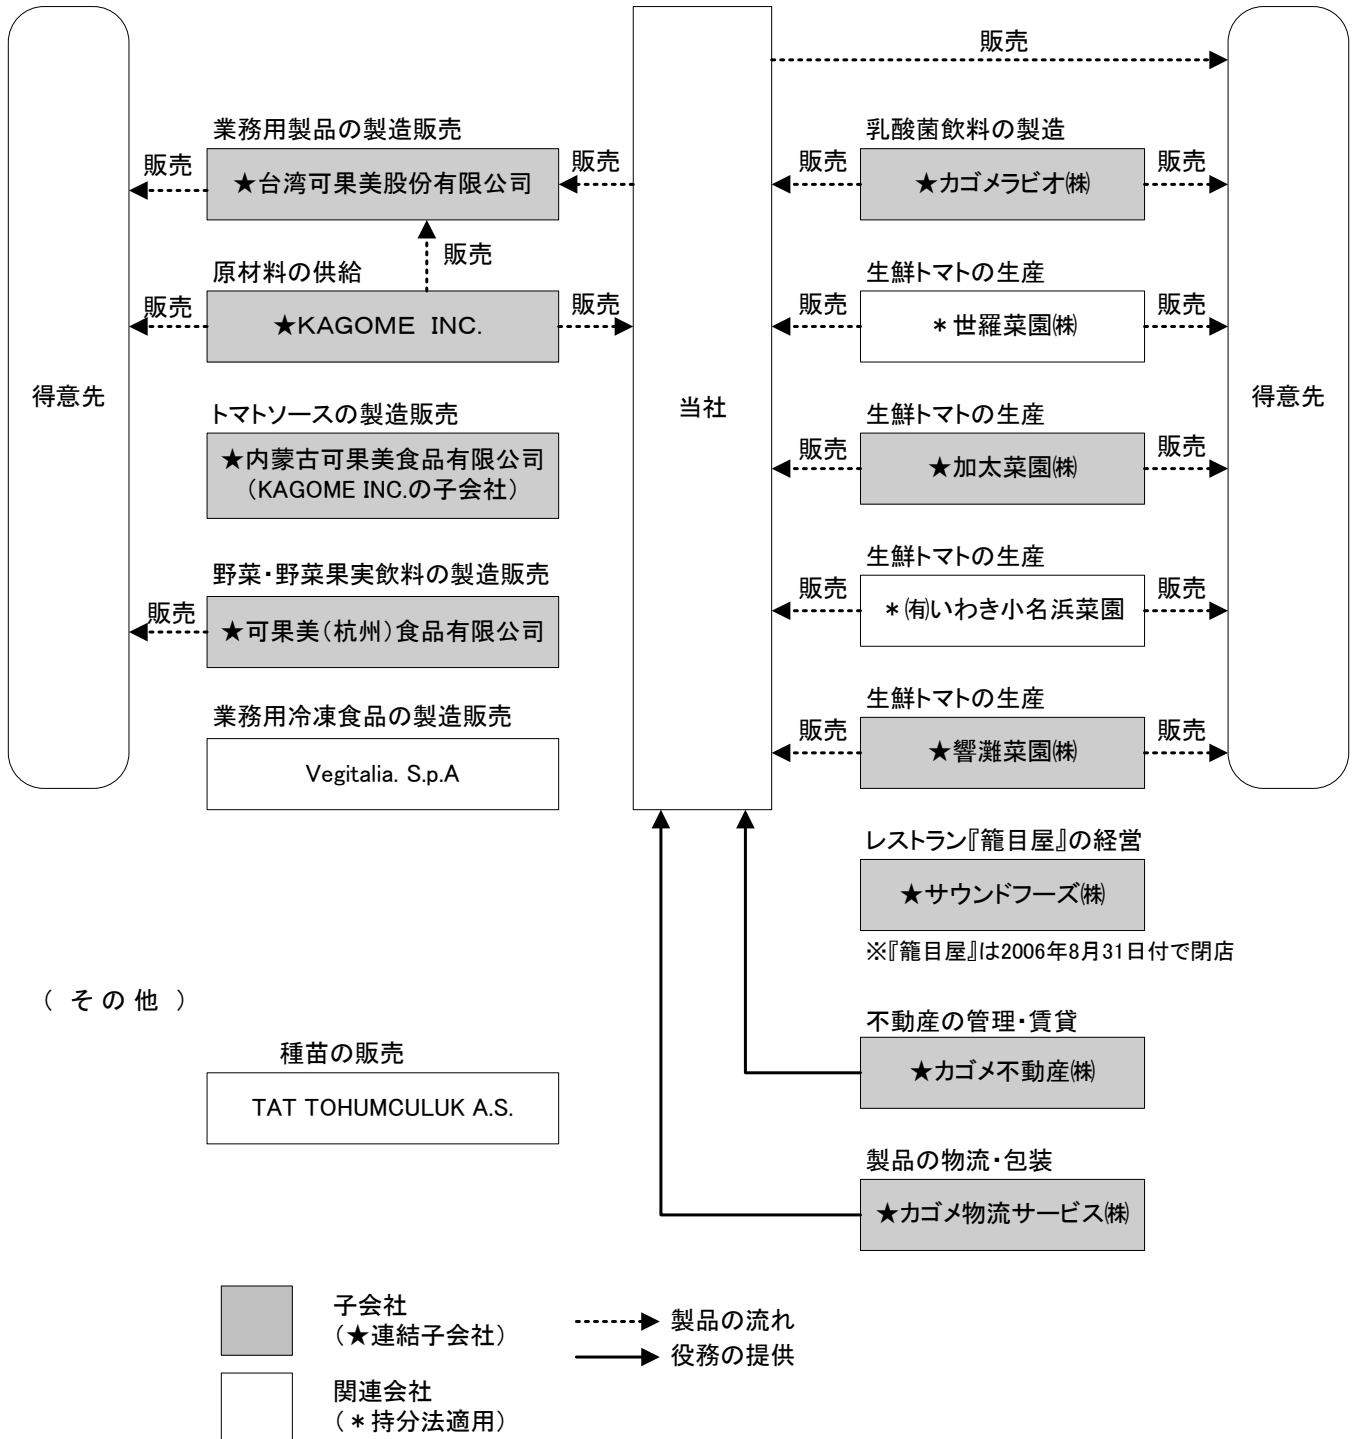 販売
業務用製品の製造販売
乳酸菌飲料の製造
販売
★台湾可果美股份有限公司
販売
販売
★カゴメラビオ㈱
販売
販売
原材料の供給
生鮮トマトの生産
販売
★KAGOME INC.
販売
販売
*世羅菜園㈱
販売
得意先
当社
得意先
トマトソースの製造販売
生鮮トマトの生産
★内蒙古可果美食品有限公司
(KAGOME INC.の子会社)
販売
★加太菜園㈱
販売
野菜・野菜果実飲料の製造販売
生鮮トマトの生産
販売
★可果美(杭州)食品有限公司
販売
*㈲いわき小名浜菜園
販売
業務用冷凍食品の製造販売
生鮮トマトの生産
Vegitalia. S.p.A
販売
★響灘菜園㈱
販売
レストラン『籠目屋』の経営
★サウンドフーズ㈱
※『籠目屋』は2006年8月31日付で閉店
( その他 )
種苗の販売
不動産の管理・賃貸
TAT TOHUMCULUK A.S.
★カゴメ不動産㈱
製品の物流・包装
★カゴメ物流サービス㈱
子会社
(★連結子会社)
製品の流れ
役務の提供
関連会社
(*持分法適用)